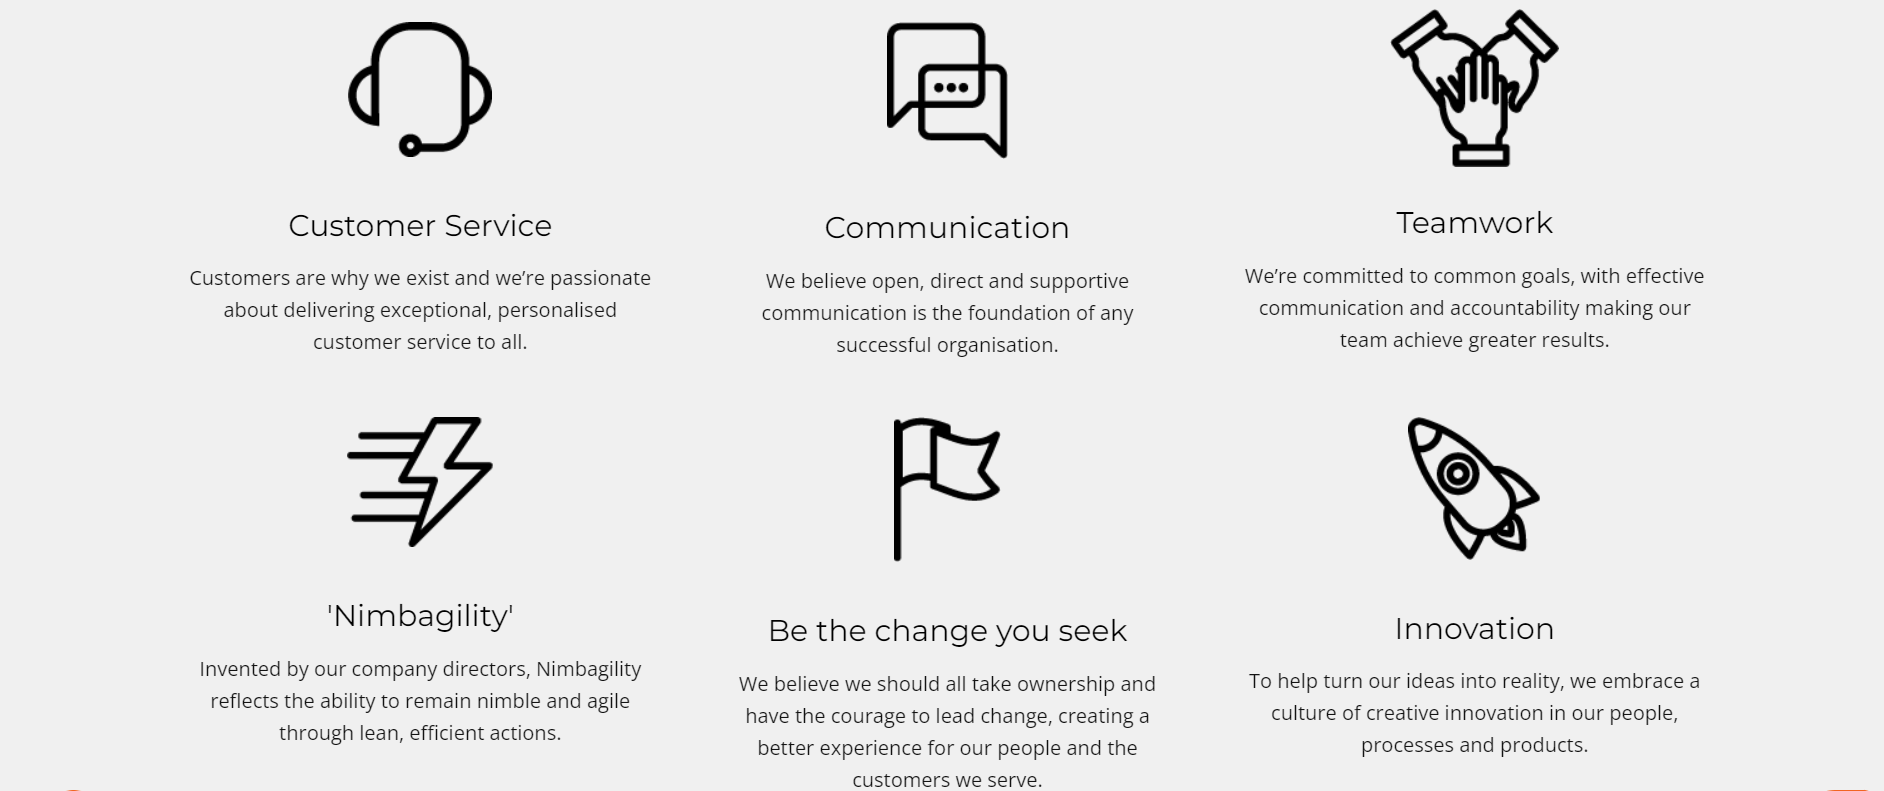 Customer Service
Customers are why we exist and we’re passionate
about delivering exceptional, personalised
customer service to all.
Communication
We believe open, direct and supportive
communication is the foundation of any
successful organisation.
Teamwork
We’re committed to common goals, with effective
communication and accountability making our
team achieve greater results.
'Nimbagility'
Invented by our company directors, Nimbagility
reflects the ability to remain nimble and agile
through lean, efficient actions.
Be the change you seek
We believe we should all take ownership and
have the courage to lead change, creating a
better experience for our people and the
customers we serve.
Innovation
To help turn our ideas into reality, we embrace a
culture of creative innovation in our people,
processes and products.